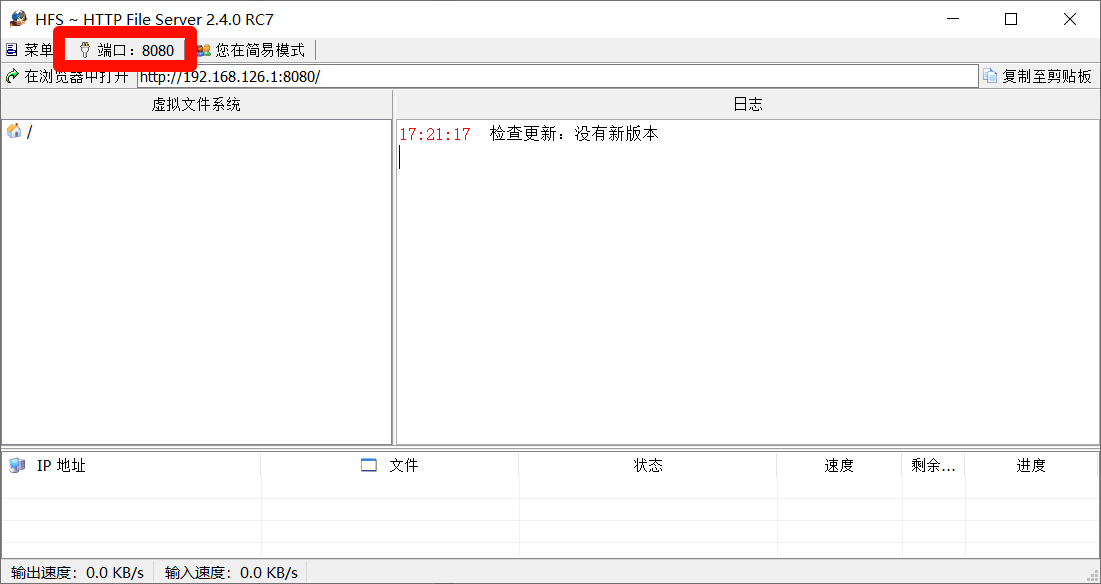 HFS ~ HTTP File Server 2.4.0 RC7
菜单 端口：8080 您在简易模式
在浏览器中打开 http://192.168.126.1:8080/ 复制至剪贴板
虚拟文件系统 日志
/ 17:21:17 检查更新：没有新版本
IP 地址 文件 状态 速度 剩余... 进度
输出速度：0.0 KB/s 输入速度：0.0 KB/s